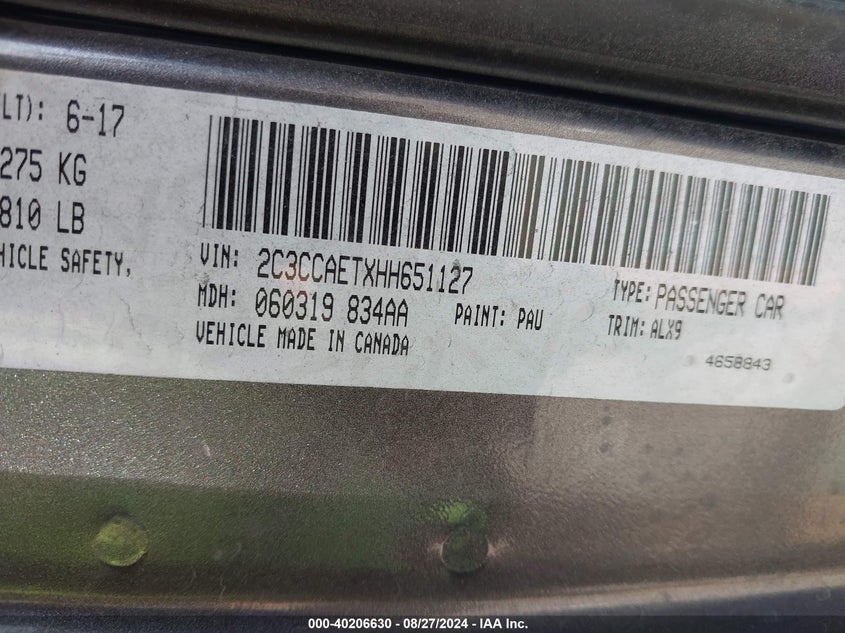 LT): 6-17
275 KG
810 LB
HICLE SAFETY,
VIN: 2C3CCAETXHH651127
TYPE: PASSENGER CAR
MDH: 060319 834AA
PAINT: PAU
TRIM: ALX9
VEHICLE MADE IN CANADA
4658843
000-40206630 - 08/27/2024 - IAA Inc.